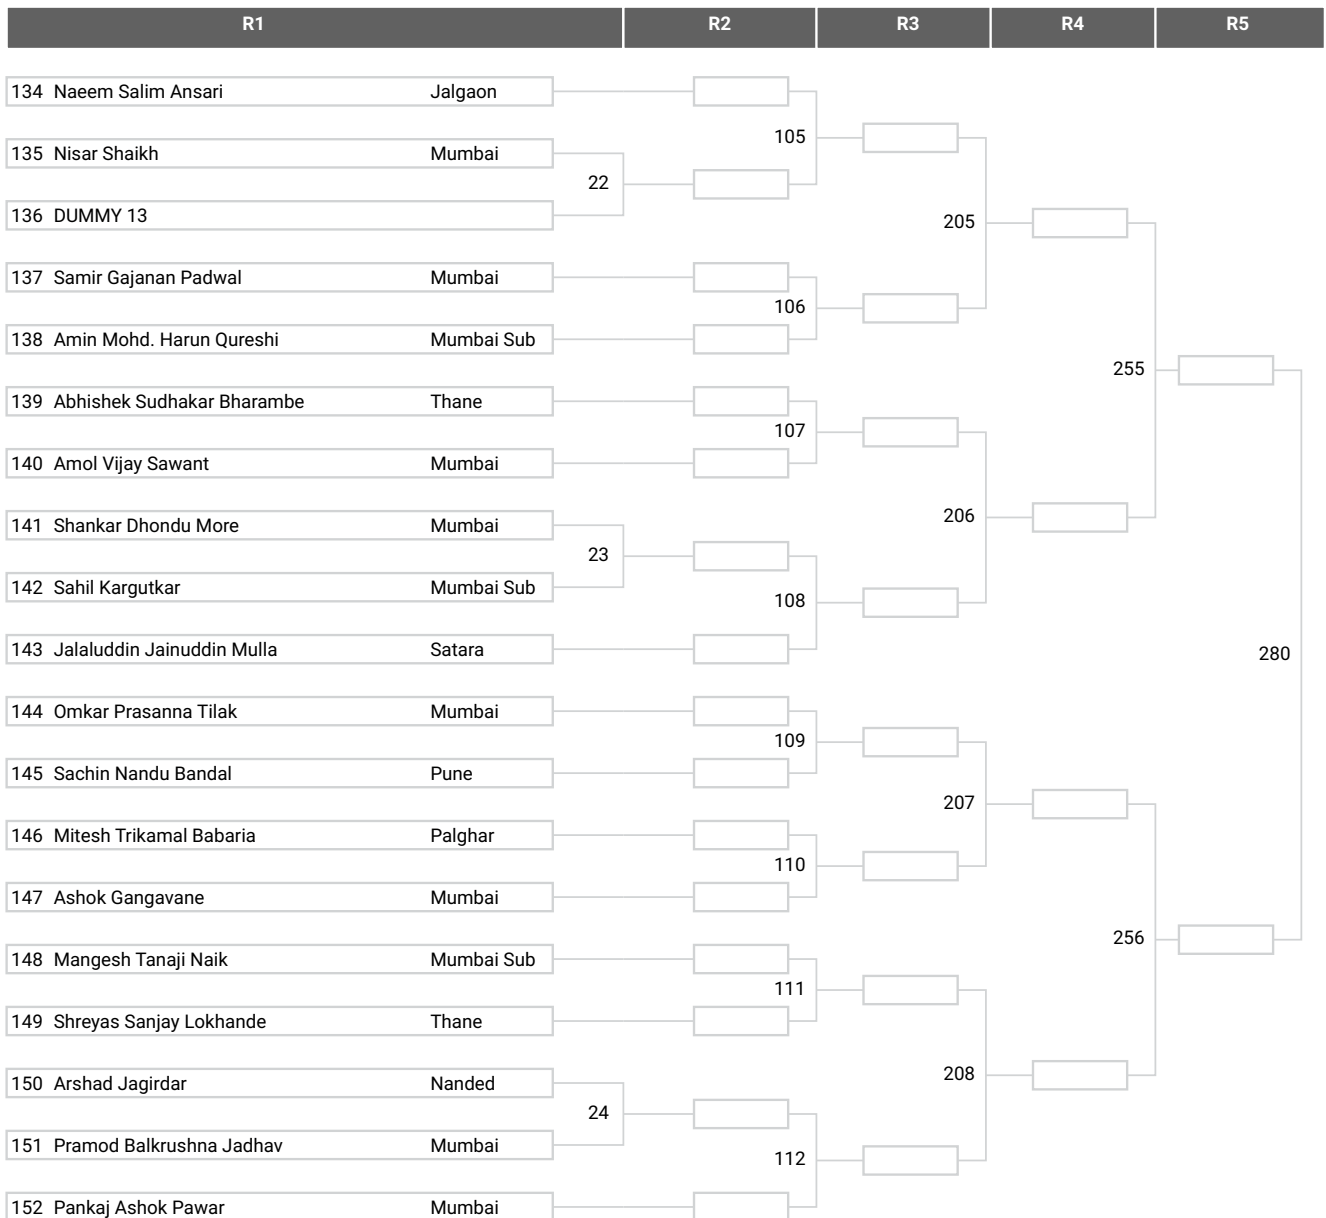 R1 R2 R3 R4 R5
134 Naeem Salim Ansari Jalgaon
105
135 Nisar Shaikh Mumbai
22
136 DUMMY 13
205
137 Samir Gajanan Padwal Mumbai
106
138 Amin Mohd. Harun Qureshi Mumbai Sub
255
139 Abhishek Sudhakar Bharambe Thane
107
140 Amol Vijay Sawant Mumbai
206
141 Shankar Dhondu More Mumbai
23
142 Sahil Kargutkar Mumbai Sub
108
143 Jalaluddin Jainuddin Mulla Satara
280
144 Omkar Prasanna Tilak Mumbai
109
145 Sachin Nandu Bandal Pune
207
146 Mitesh Trikamal Babaria Palghar
110
147 Ashok Gangavane Mumbai
256
148 Mangesh Tanaji Naik Mumbai Sub
111
149 Shreyas Sanjay Lokhande Thane
208
150 Arshad Jagirdar Nanded
24
151 Pramod Balkrushna Jadhav Mumbai
112
152 Pankaj Ashok Pawar Mumbai